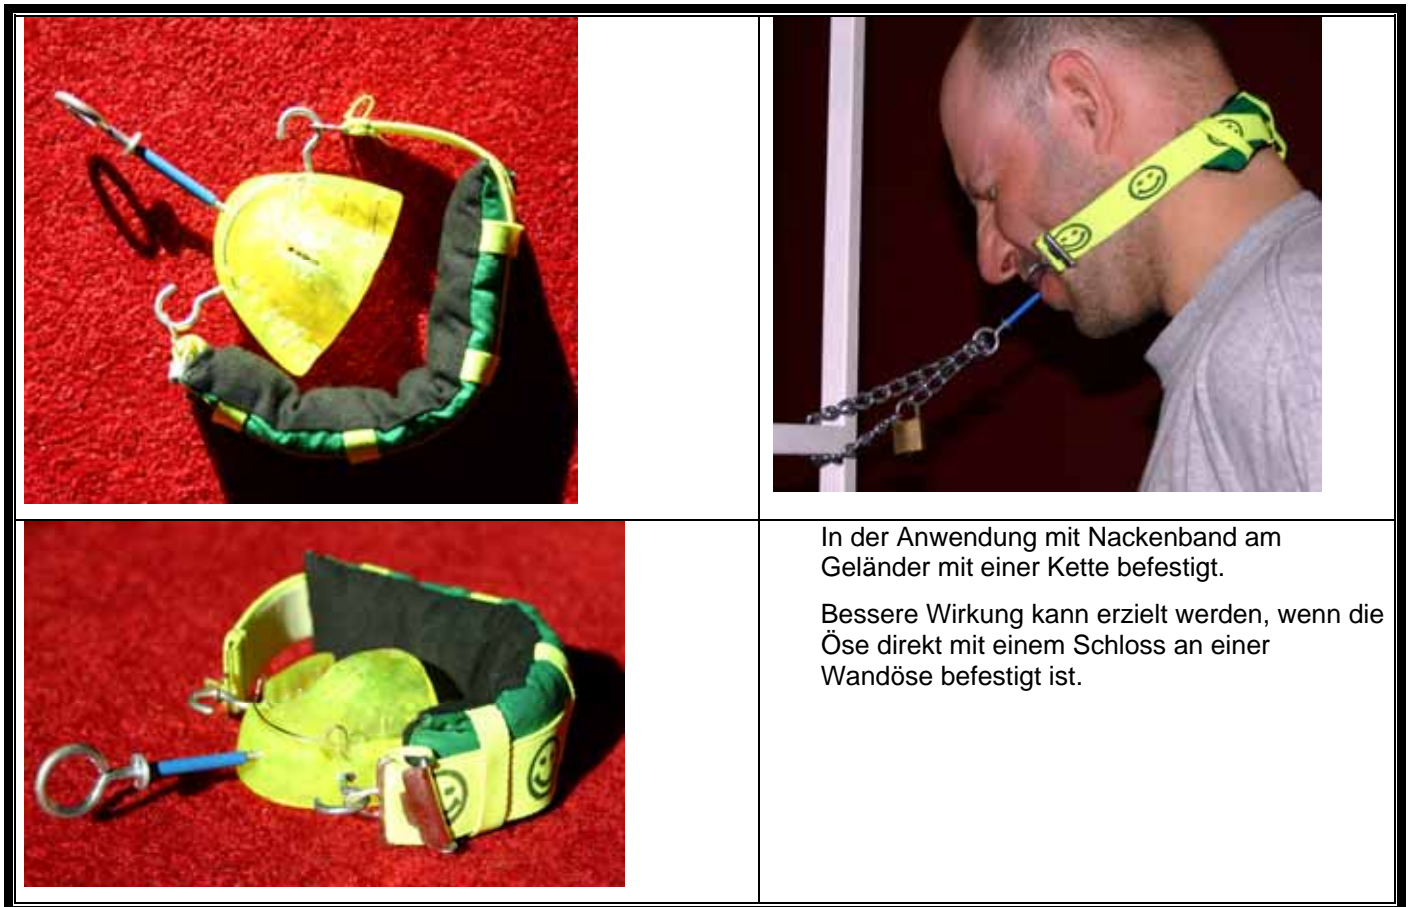 In der Anwendung mit Nackenband am
Geländer mit einer Kette befestigt.
Bessere Wirkung kann erzielt werden, wenn die
Öse direkt mit einem Schloss an einer
Wandöse befestigt ist.